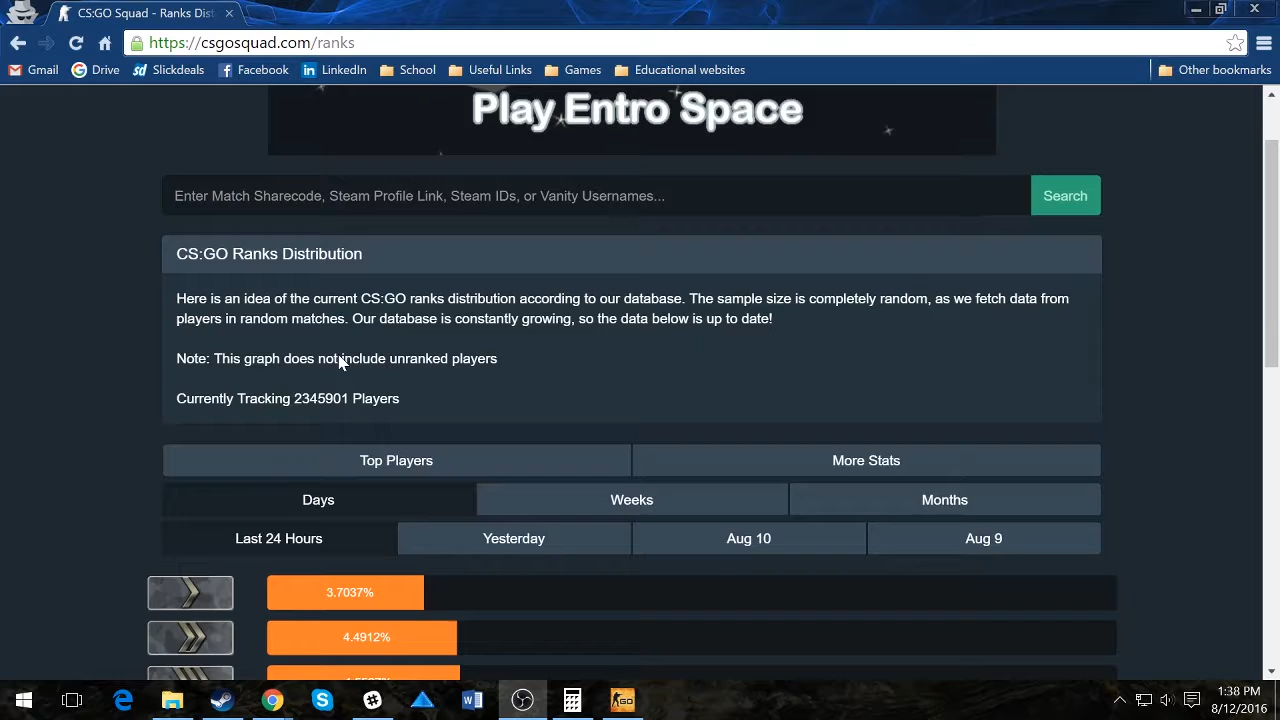 CS:GO Squad - Ranks Dist
https://csgosquad.com/ranks
Gmail Drive Slickdeals Facebook LinkedIn School Useful Links Games Educational websites Other bookmarks
Play Entro Space
Enter Match Sharecode, Steam Profile Link, Steam IDs, or Vanity Usernames... Search
CS:GO Ranks Distribution
Here is an idea of the current CS:GO ranks distribution according to our database. The sample size is completely random, as we fetch data from
players in random matches. Our database is constantly growing, so the data below is up to date!
Note: This graph does not include unranked players
Currently Tracking 2345901 Players
Top Players More Stats
Days Weeks Months
Last 24 Hours Yesterday Aug 10 Aug 9
3.7037%
4.4912%
1:38 PM
8/12/2016